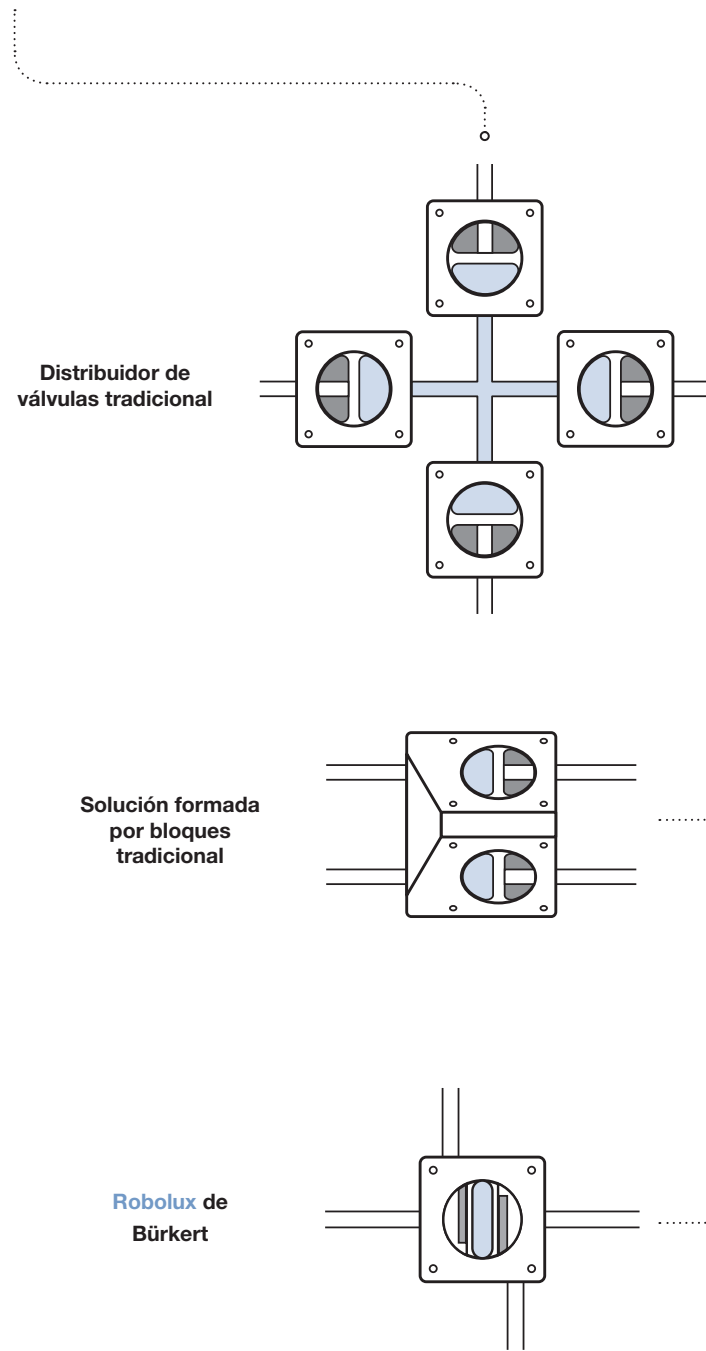 Distribuidor de
válvulas tradicional
Solución formada
por bloques
tradicional
Robolux de
Bürkert